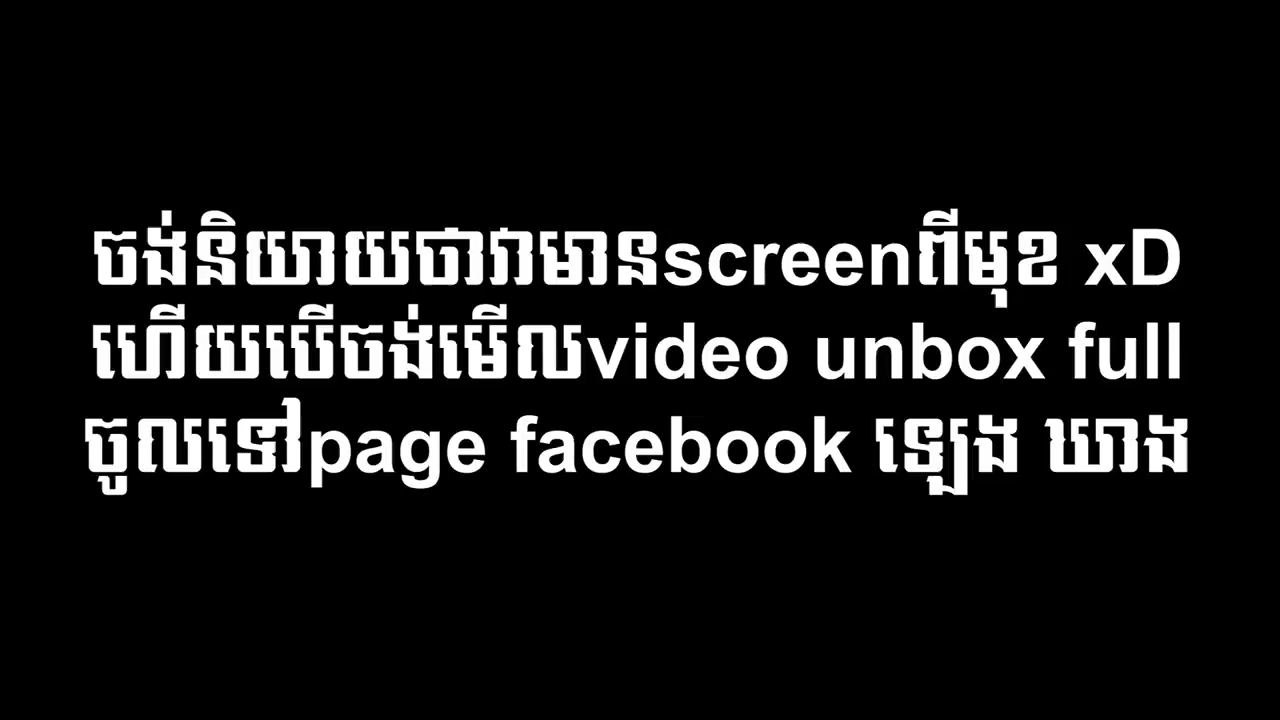 ចង់និយាយថាវាមានscreenពីមុខ xD
ហើយបើចង់មើលvideo unbox full
ចូលទៅpage facebook ឡេង ឃាង